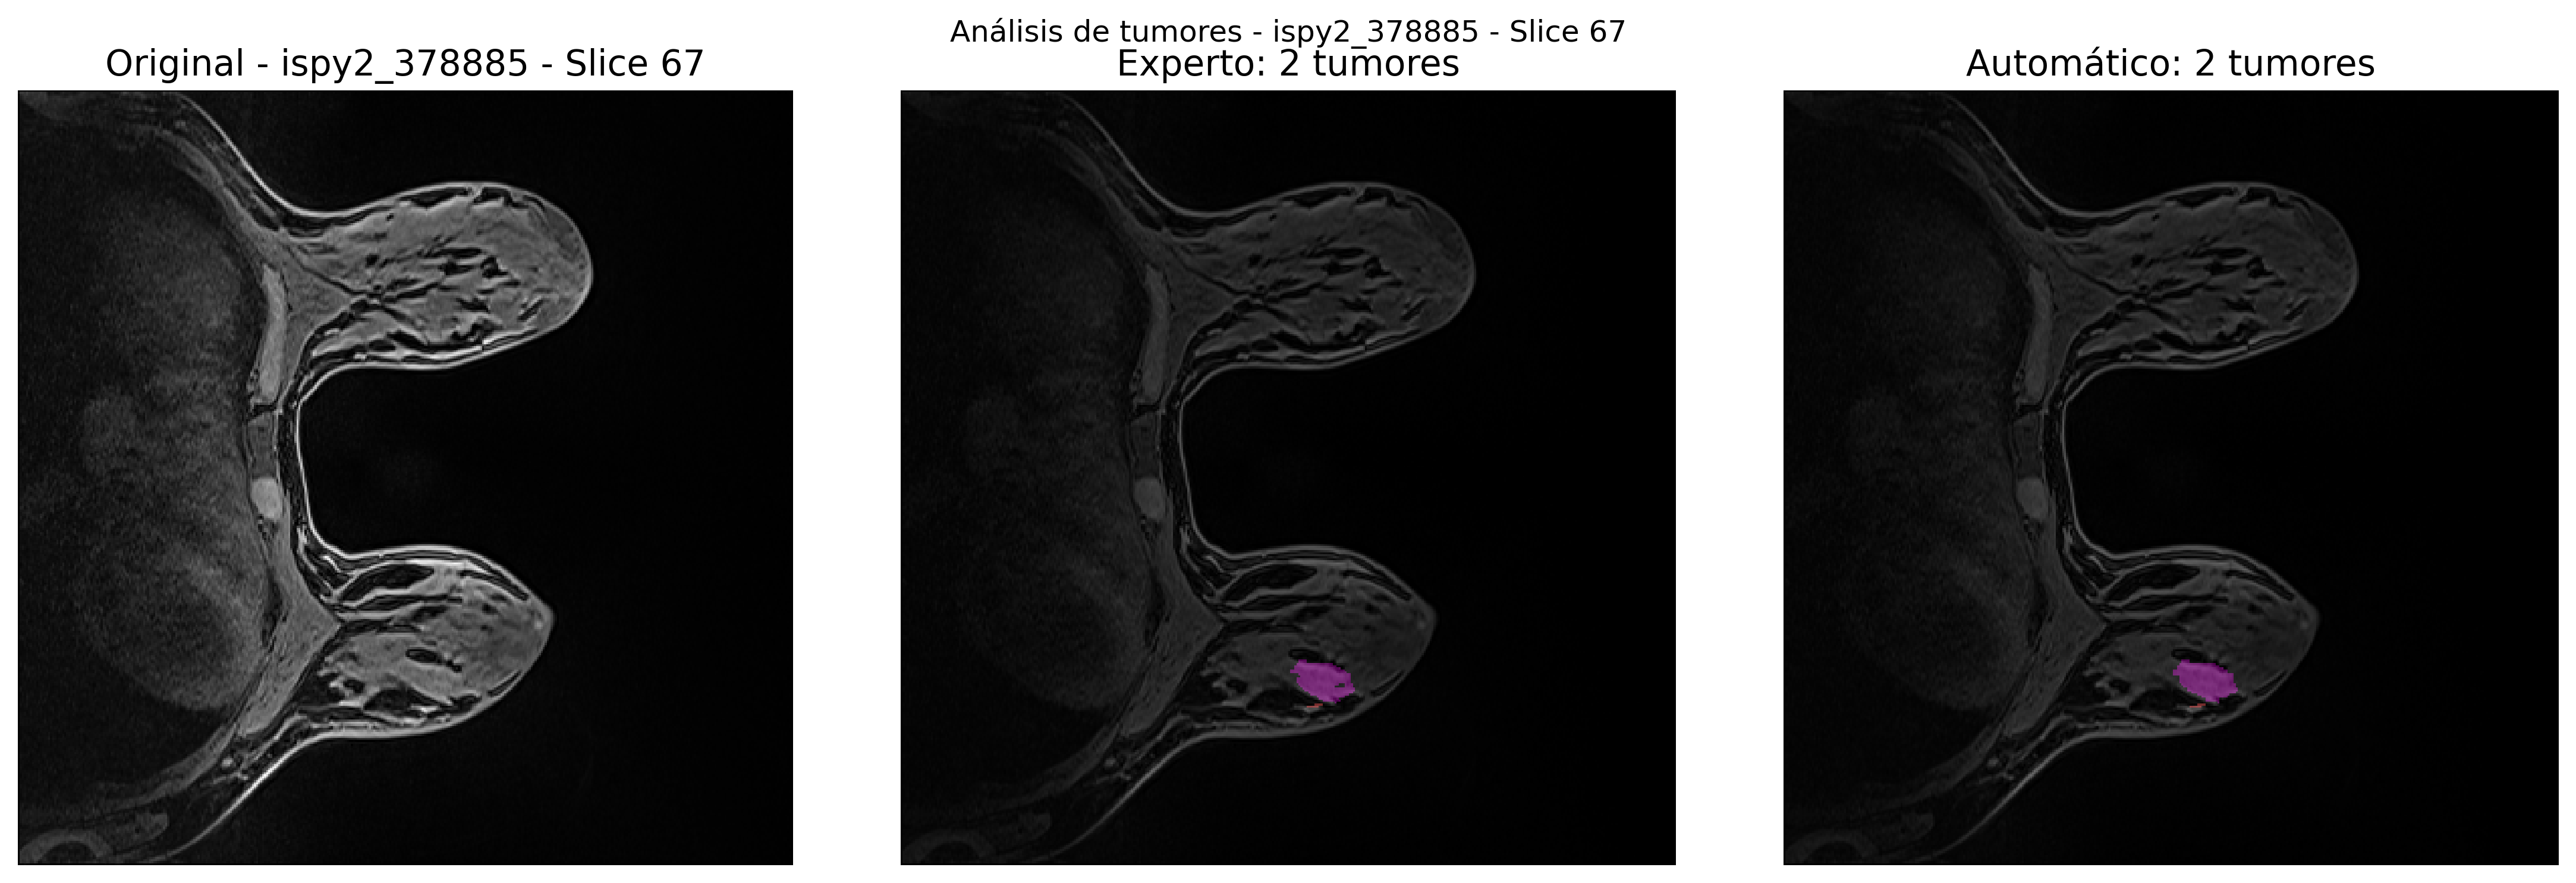 Análisis de tumores - ispy2_378885 - Slice 67
Original - ispy2_378885 - Slice 67
Experto: 2 tumores
Automático: 2 tumores